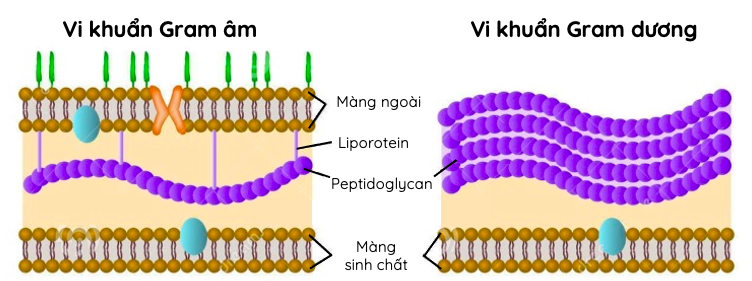 Vi khuẩn Gram âm
Vi khuẩn Gram dương
Màng ngoài
Liporotein
Peptidoglycan
Màng
sinh chất